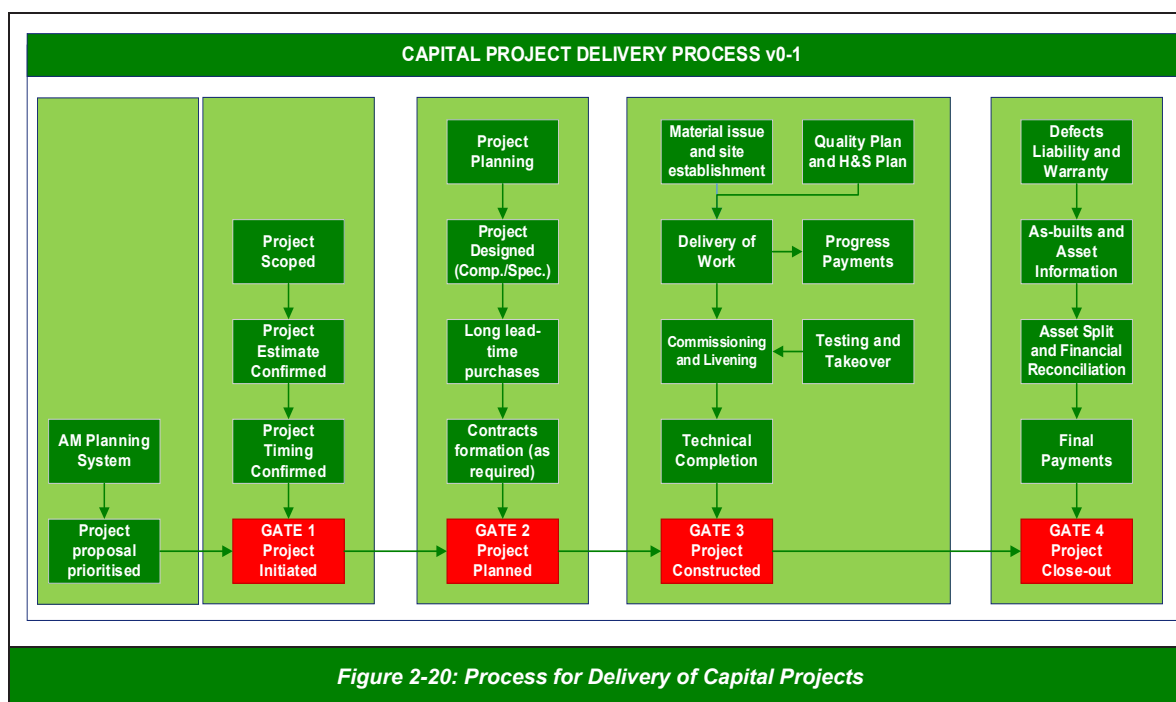 CAPITAL PROJECT DELIVERY PROCESS v0-1
AM Planning
System
Project
proposal
prioritised
Project
Scoped
Project
Estimate
Confirmed
Project
Timing
Confirmed
GATE 1
Project
Initiated
Project
Planning
Project
Designed
(Comp./Spec.)
Long lead-
time
purchases
Contracts
formation (as
required)
GATE 2
Project
Planned
Material issue
and site
establishment
Quality Plan
and H&S Plan
Delivery of
Work
Progress
Payments
Commissioning
and Livening
Testing and
Takeover
Technical
Completion
GATE 3
Project
Constructed
Defects
Liability and
Warranty
As-builts and
Asset
Information
Asset Split
and Financial
Reconciliation
Final
Payments
GATE 4
Project
Close-out
Figure 2-20: Process for Delivery of Capital Projects